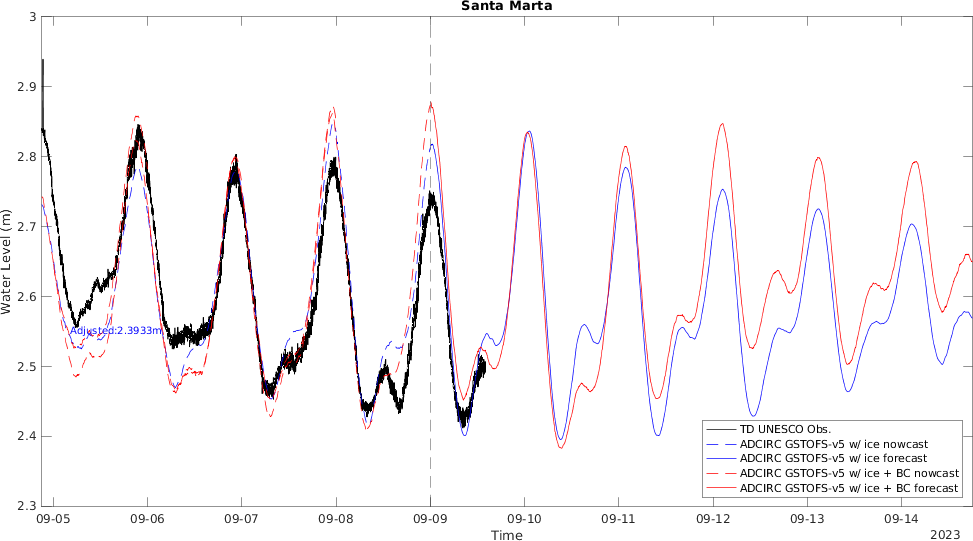 Santa Marta
3
2.9
2.8
2.7
2.6
2.5
2.4
2.3
Water Level (m)
Adjusted:2.3933m
TD UNESCO Obs.
ADCIRC GSTOFS-v5 w/ ice nowcast
ADCIRC GSTOFS-v5 w/ ice forecast
ADCIRC GSTOFS-v5 w/ ice + BC nowcast
ADCIRC GSTOFS-v5 w/ ice + BC forecast
09-05 09-06 09-07 09-08 09-09 09-10 09-11 09-12 09-13 09-14
Time
2023